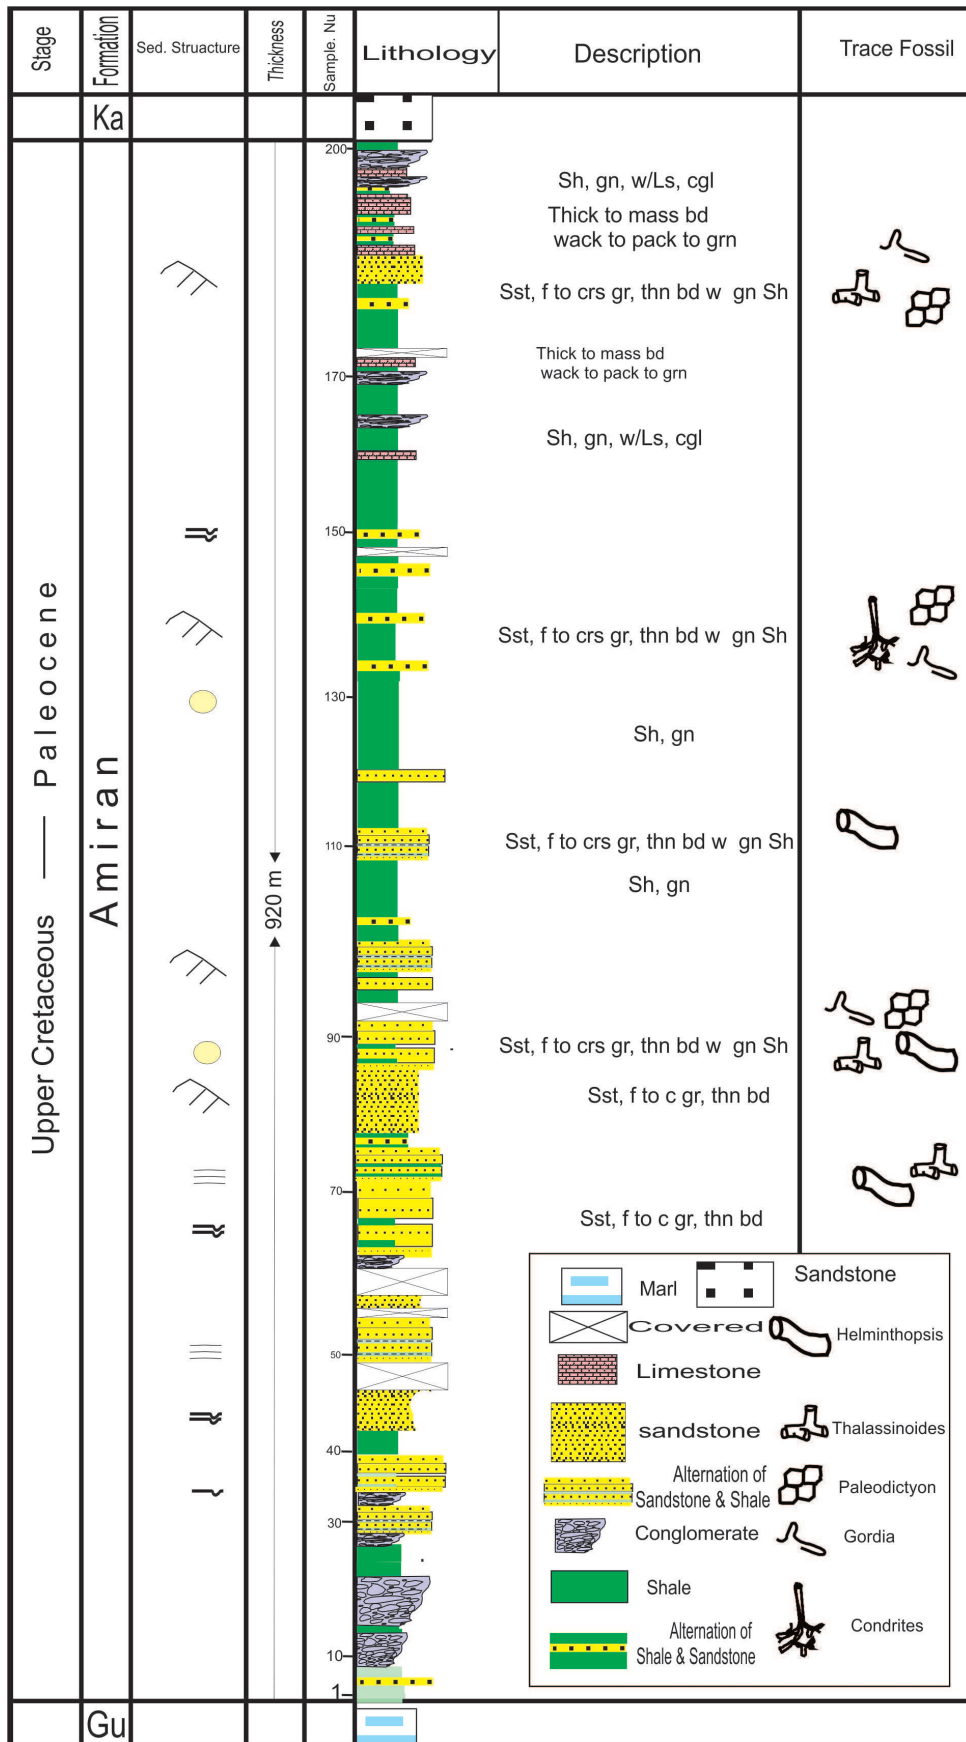 Stage
Formation
Sed. Struacture
Thickness
Sample. Nu
Lithology
Description
Trace Fossil
Ka
200
Sh, gn, w/Ls, cgl
Thick to mass bd
wack to pack to grn
Sst, f to crs gr, thn bd w gn Sh
Thick to mass bd
wack to pack to grn
170
Sh, gn, w/Ls, cgl
150
Sst, f to crs gr, thn bd w gn Sh
130
Sh, gn
Upper Cretaceous — Paleocene
Amiran
920 m
110
Sst, f to crs gr, thn bd w gn Sh
Sh, gn
90
Sst, f to crs gr, thn bd w gn Sh
Sst, f to c gr, thn bd
70
Sst, f to c gr, thn bd
50
40
30
10
1
Marl
Sandstone
Covered
Helminthopsis
Limestone
sandstone
Thalassinoides
Alternation of
Sandstone & Shale
Paleodictyon
Conglomerate
Gordia
Shale
Condrites
Alternation of
Shale & Sandstone
Gu